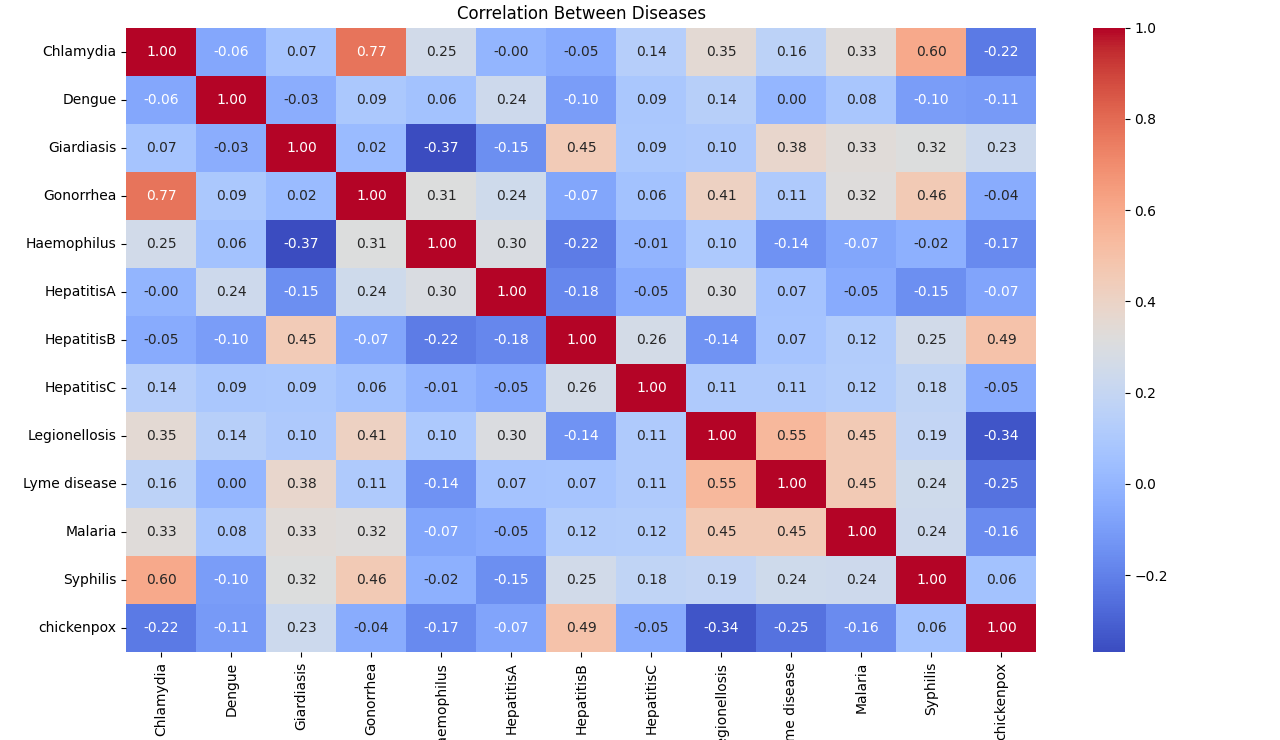 Correlation Between Diseases
Chlamydia 1.00 -0.06 0.07 0.77 0.25 -0.00 -0.05 0.14 0.35 0.16 0.33 0.60 -0.22
Dengue -0.06 1.00 -0.03 0.09 0.06 0.24 -0.10 0.09 0.14 0.00 0.08 -0.10 -0.11
Giardiasis 0.07 -0.03 1.00 0.02 -0.37 -0.15 0.45 0.09 0.10 0.38 0.33 0.32 0.23
Gonorrhea 0.77 0.09 0.02 1.00 0.31 0.24 -0.07 0.06 0.41 0.11 0.32 0.46 -0.04
Haemophilus 0.25 0.06 -0.37 0.31 1.00 0.30 -0.22 -0.01 0.10 -0.14 -0.07 -0.02 -0.17
HepatitisA -0.00 0.24 -0.15 0.24 0.30 1.00 -0.18 -0.05 0.30 0.07 -0.05 -0.15 -0.07
HepatitisB -0.05 -0.10 0.45 -0.07 -0.22 -0.18 1.00 0.26 -0.14 0.07 0.12 0.25 0.49
HepatitisC 0.14 0.09 0.09 0.06 -0.01 -0.05 0.26 1.00 0.11 0.11 0.12 0.18 -0.05
Legionellosis 0.35 0.14 0.10 0.41 0.10 0.30 -0.14 0.11 1.00 0.55 0.45 0.19 -0.34
Lyme disease 0.16 0.00 0.38 0.11 -0.14 0.07 0.07 0.11 0.55 1.00 0.45 0.24 -0.25
Malaria 0.33 0.08 0.33 0.32 -0.07 -0.05 0.12 0.12 0.45 0.45 1.00 0.24 -0.16
Syphilis 0.60 -0.10 0.32 0.46 -0.02 -0.15 0.25 0.18 0.19 0.24 0.24 1.00 0.06
chickenpox -0.22 -0.11 0.23 -0.04 -0.17 -0.07 0.49 -0.05 -0.34 -0.25 -0.16 0.06 1.00
Chlamydia
Dengue
Giardiasis
Gonorrhea
aemophilus
HepatitisA
HepatitisB
HepatitisC
egionellosis
me disease
Malaria
Syphilis
chickenpox
1.0
0.8
0.6
0.4
0.2
0.0
−0.2